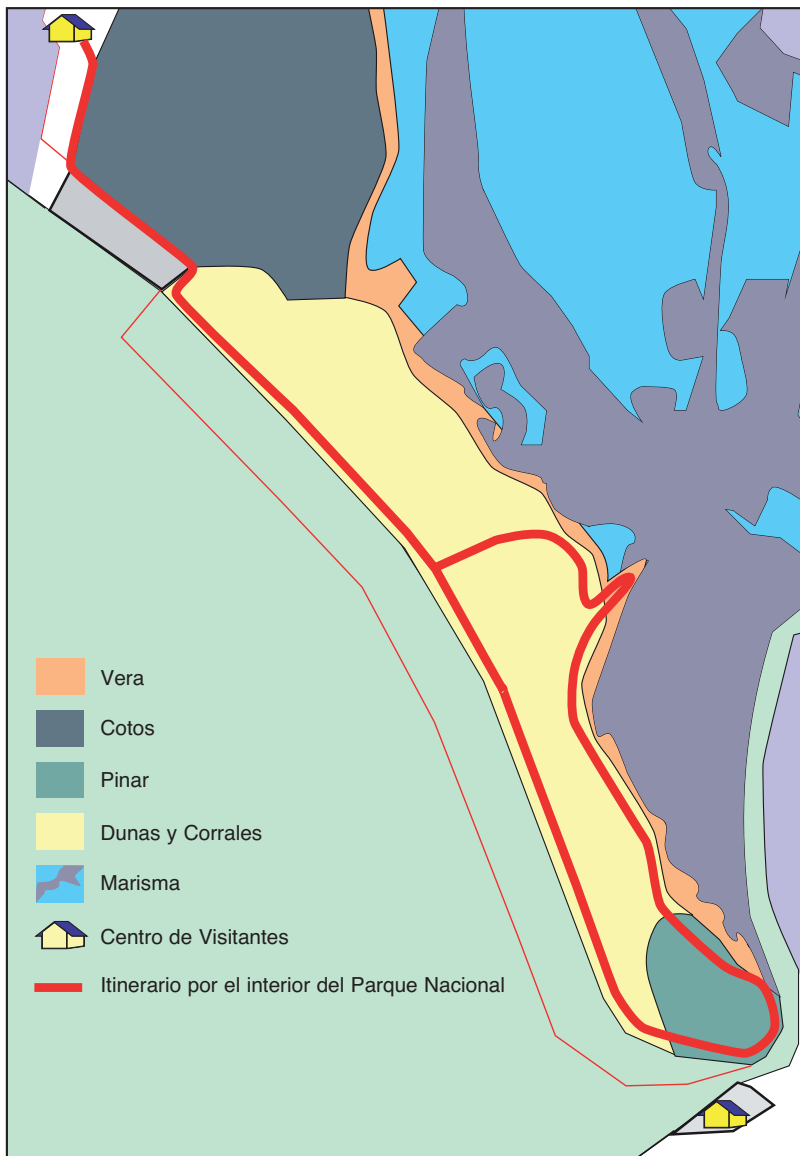 Vera
Cotos
Pinar
Dunas y Corrales
Marisma
Centro de Visitantes
Itinerario por el interior del Parque Nacional